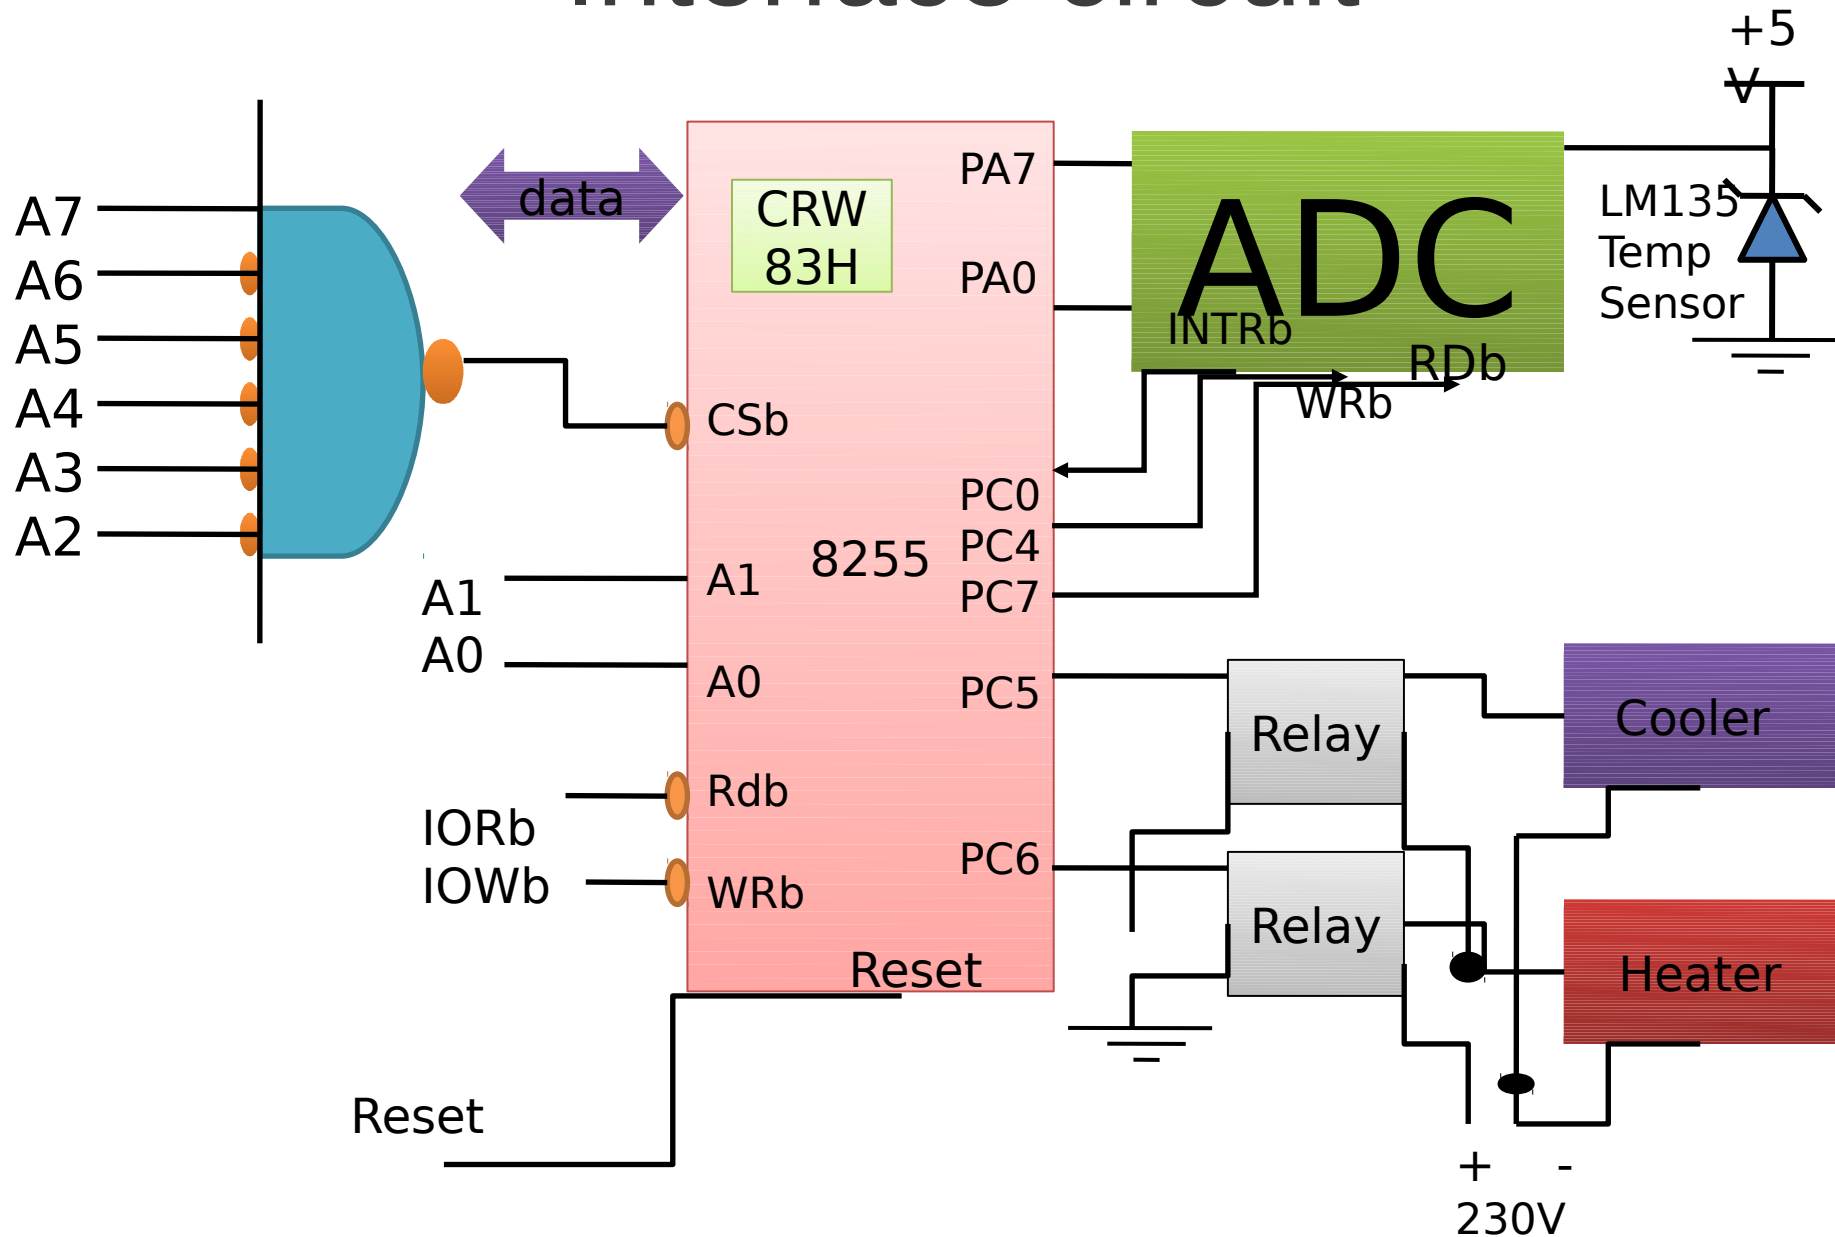 Interface circuit
+5
V
A7
A6
A5
A4
A3
A2
data
CRW
83H
PA7
PA0
ADC
INTRb
RDb
WRb
LM135
Temp
Sensor
CSb
PC0
PC4
PC7
8255
A1
A0
A1
A0
PC5
Relay
Cooler
IORb
IOWb
Rdb
WRb
PC6
Relay
Heater
Reset
Reset
+ -
230V